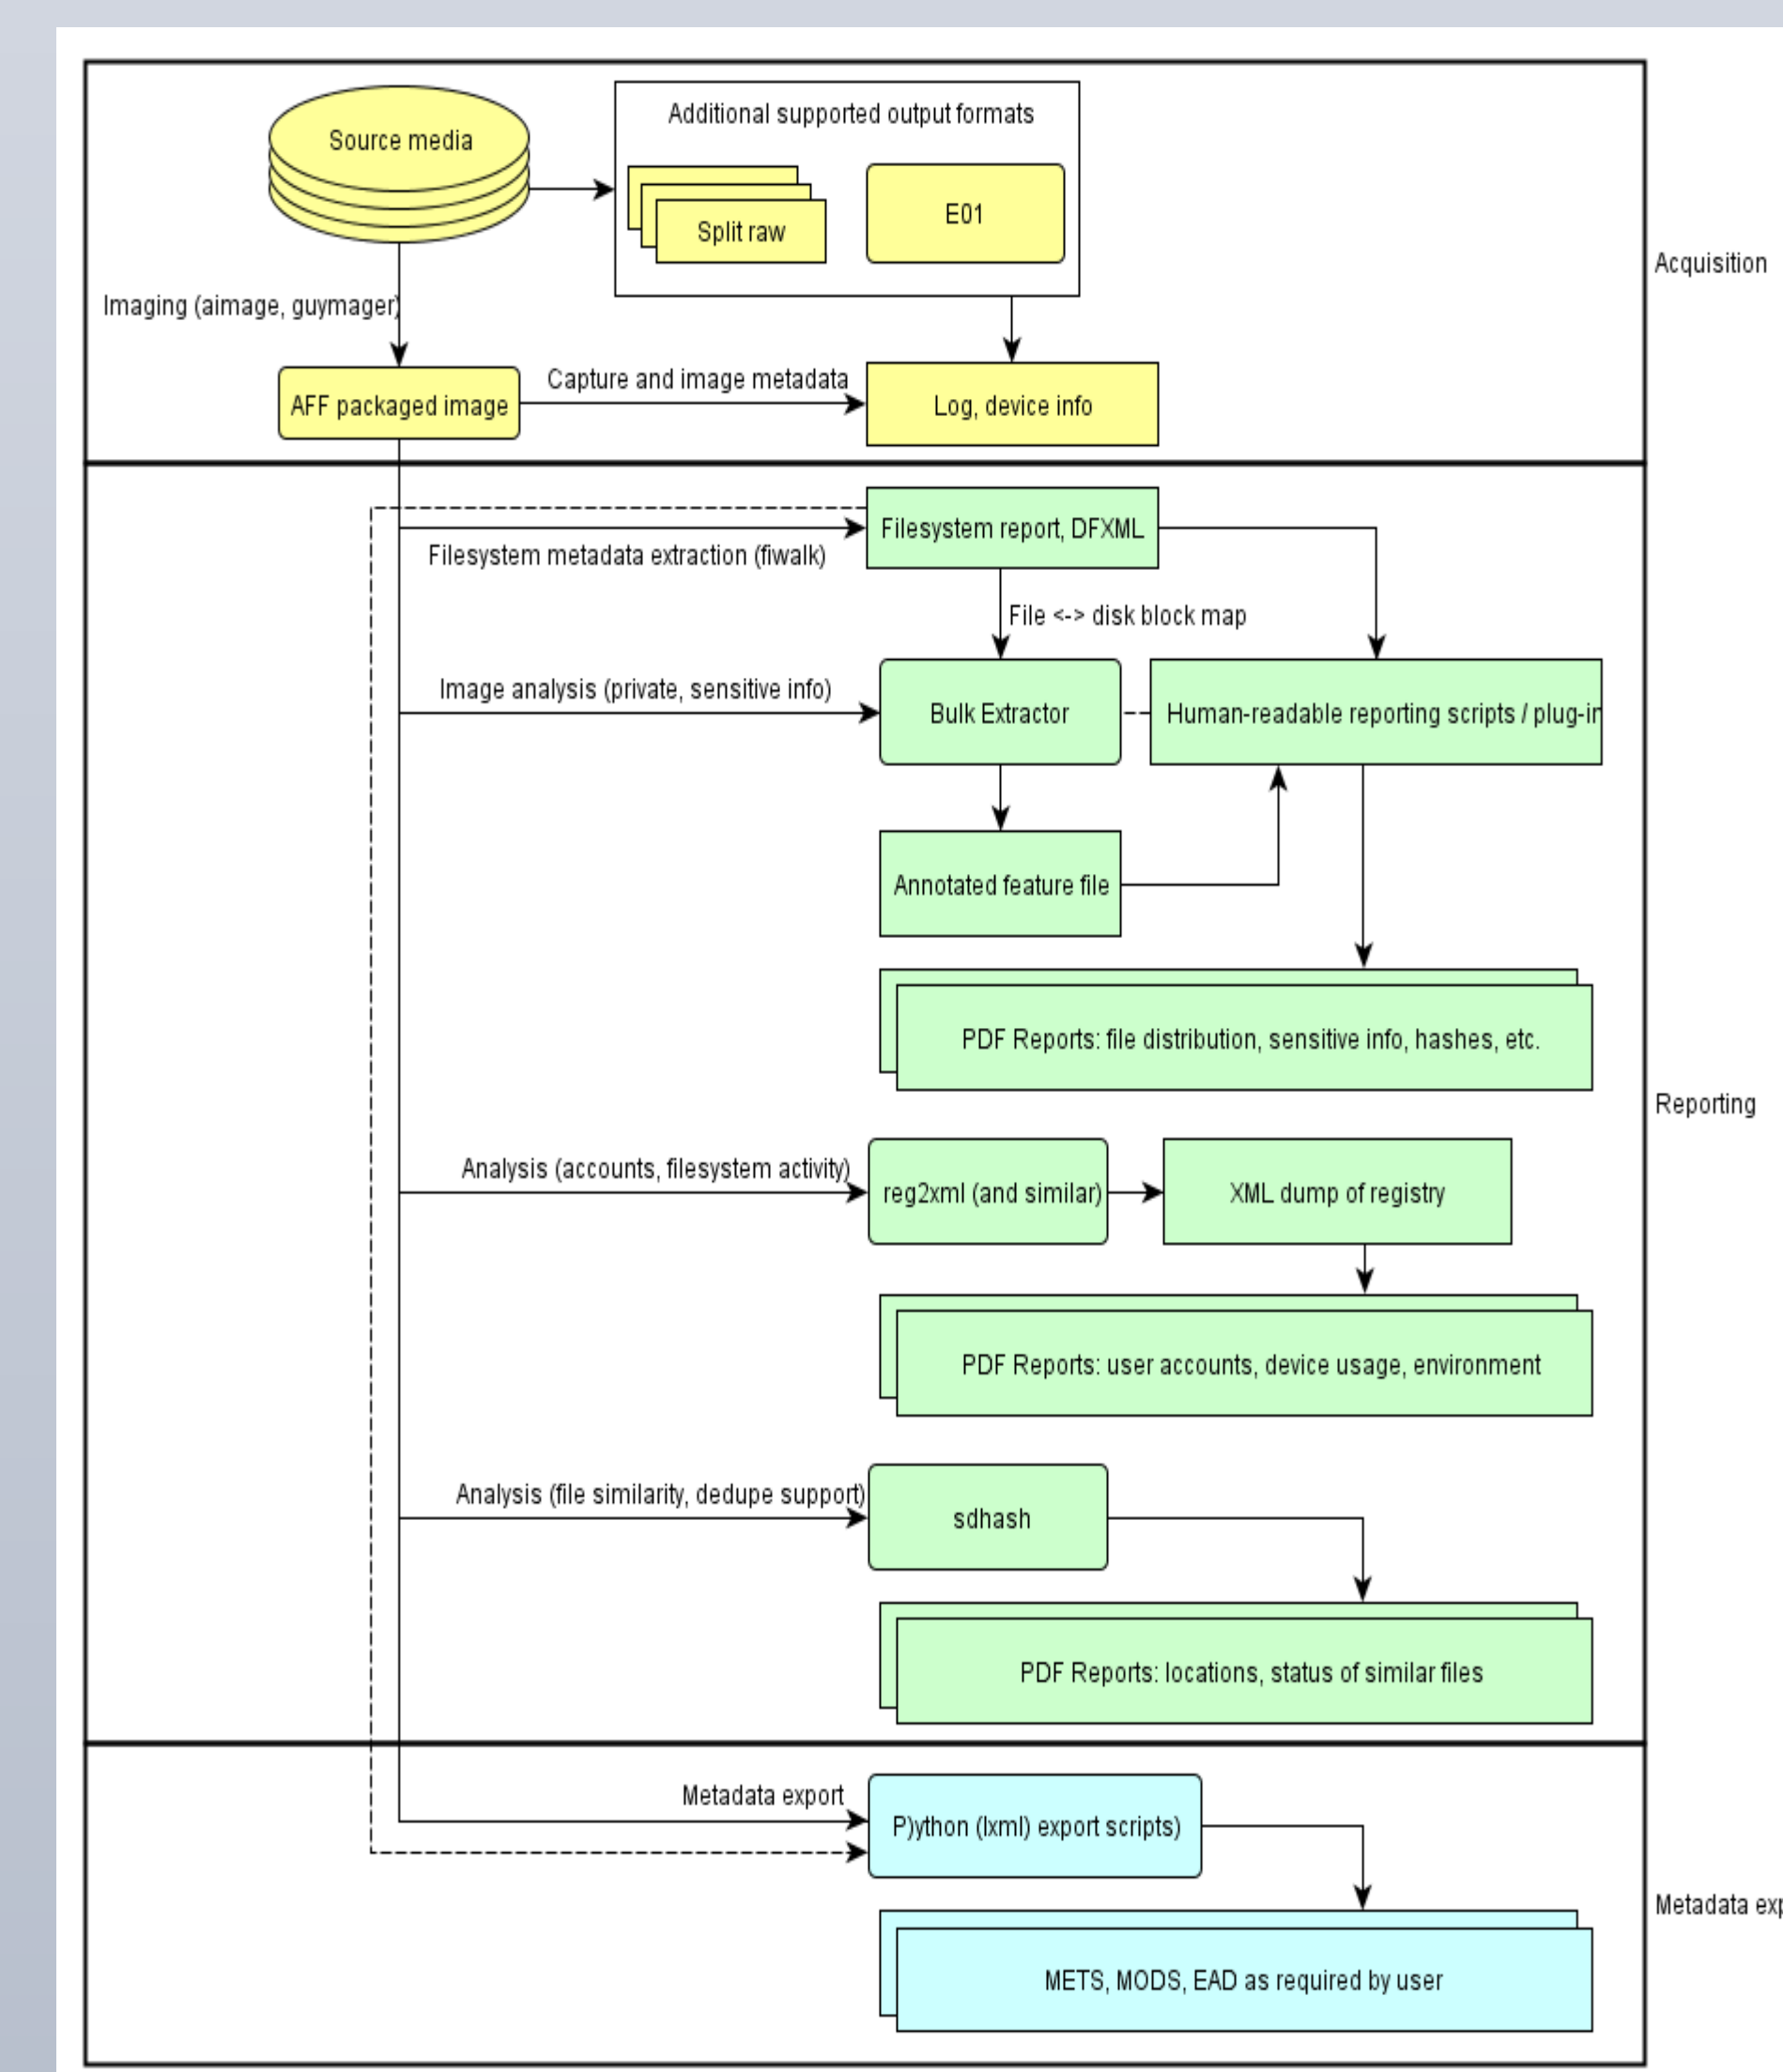 Source media
Additional supported output formats
Split raw
E01
Acquisition
Imaging (aimage, guymager)
AFF packaged image
Capture and image metadata
Log, device info
Filesystem report, DFXML
Filesystem metadata extraction (fiwalk)
File <-> disk block map
Image analysis (private, sensitive info)
Bulk Extractor
Human-readable reporting scripts / plug-in
Annotated feature file
PDF Reports: file distribution, sensitive info, hashes, etc.
Reporting
Analysis (accounts, filesystem activity)
reg2xml (and similar)
XML dump of registry
PDF Reports: user accounts, device usage, environment
Analysis (file similarity, dedupe support)
sdhash
PDF Reports: locations, status of similar files
Metadata export
P)ython (lxml) export scripts)
Metadata exp
METS, MODS, EAD as required by user